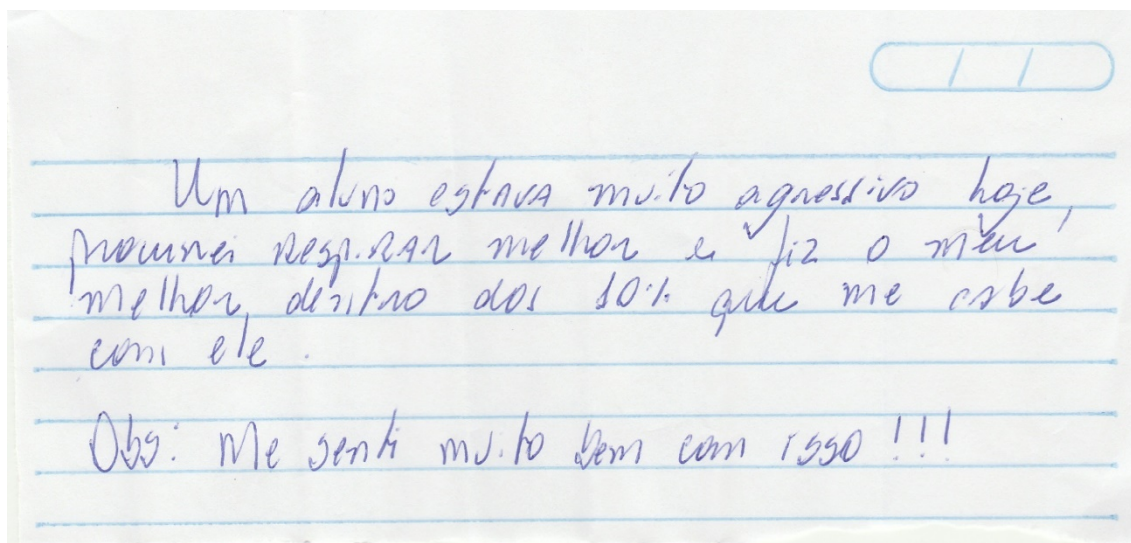 / /
Um aluno estava muito agressivo hoje,
procurei respirar melhor e fiz o meu
melhor, dentro dos 10% que me cabe
com ele.
Obs: Me senti muito bem com isso!!!